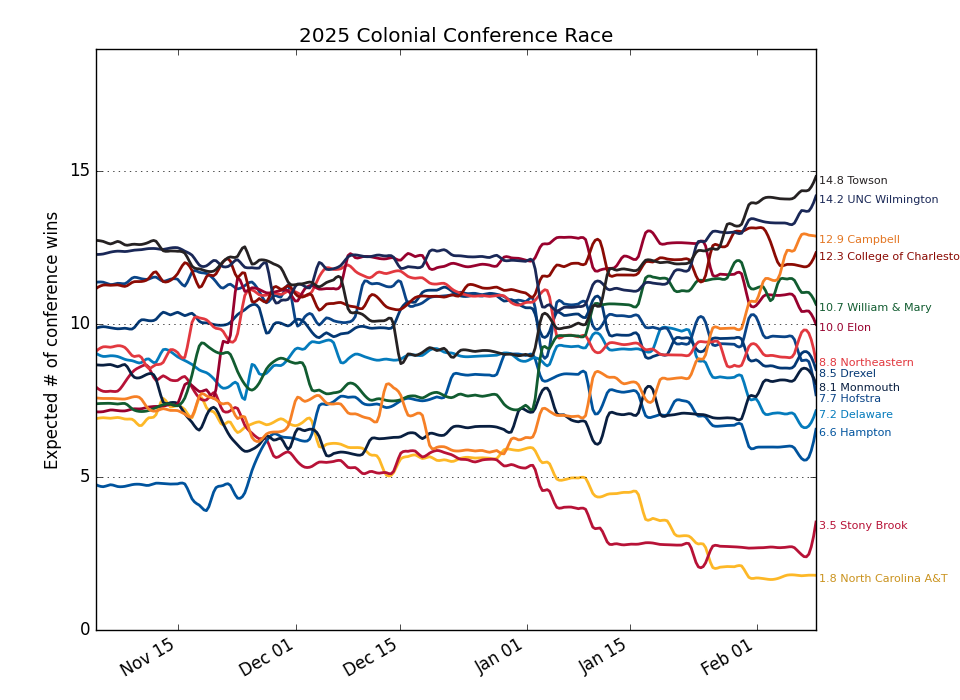 2025 Colonial Conference Race
Expected # of conference wins
15
10
5
0
Nov 15
Dec 01
Dec 15
Jan 01
Jan 15
Feb 01
14.8 Towson
14.2 UNC Wilmington
12.9 Campbell
12.3 College of Charlesto
10.7 William & Mary
10.0 Elon
8.8 Northeastern
8.5 Drexel
8.1 Monmouth
7.7 Hofstra
7.2 Delaware
6.6 Hampton
3.5 Stony Brook
1.8 North Carolina A&T